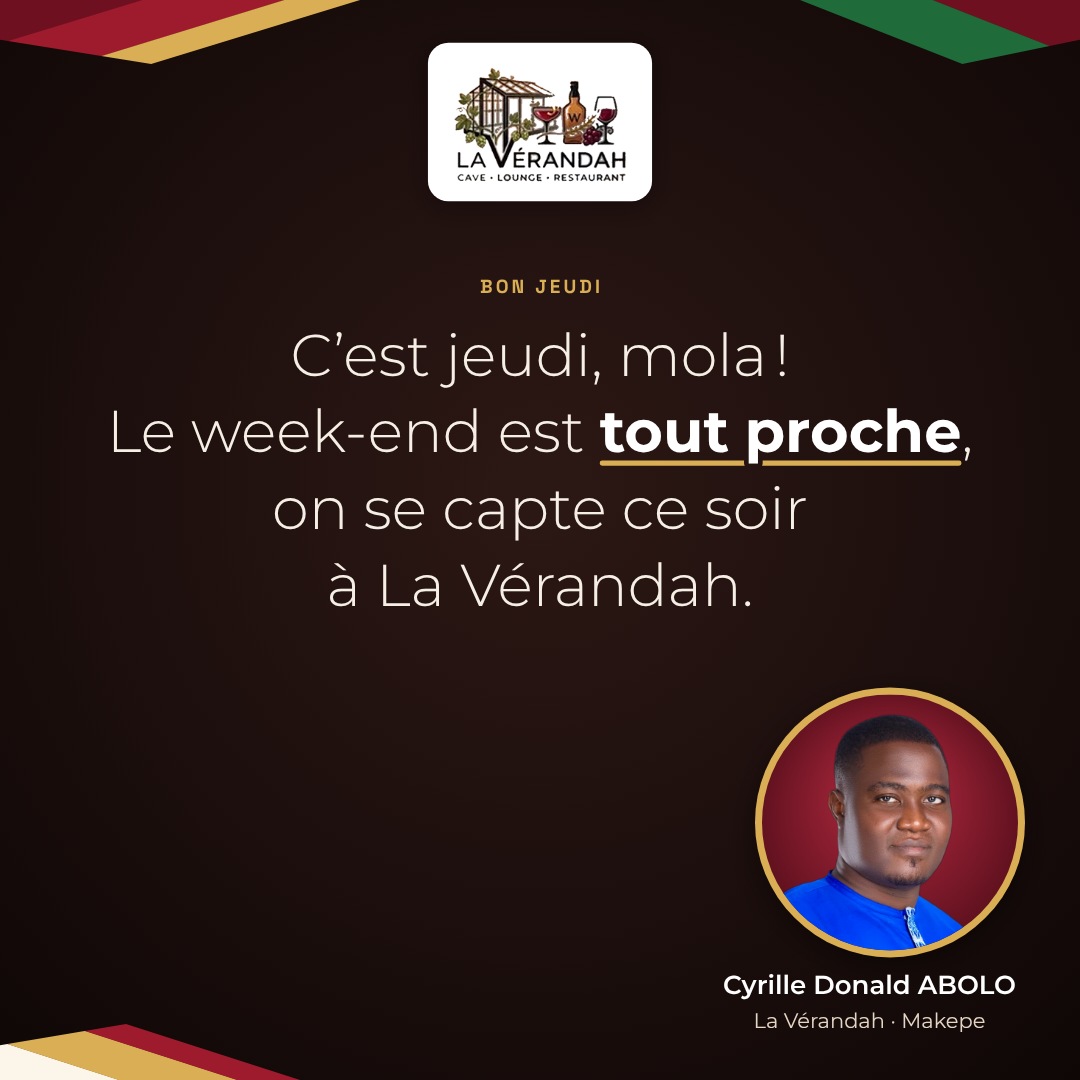 W
LA VÉRANDAH
CAVE • LOUNGE • RESTAURANT
BON JEUDI
C’est jeudi, mola !
Le week-end est tout proche,
on se capte ce soir
à La Vérandah.
Cyrille Donald ABOLO
La Vérandah · Makepe